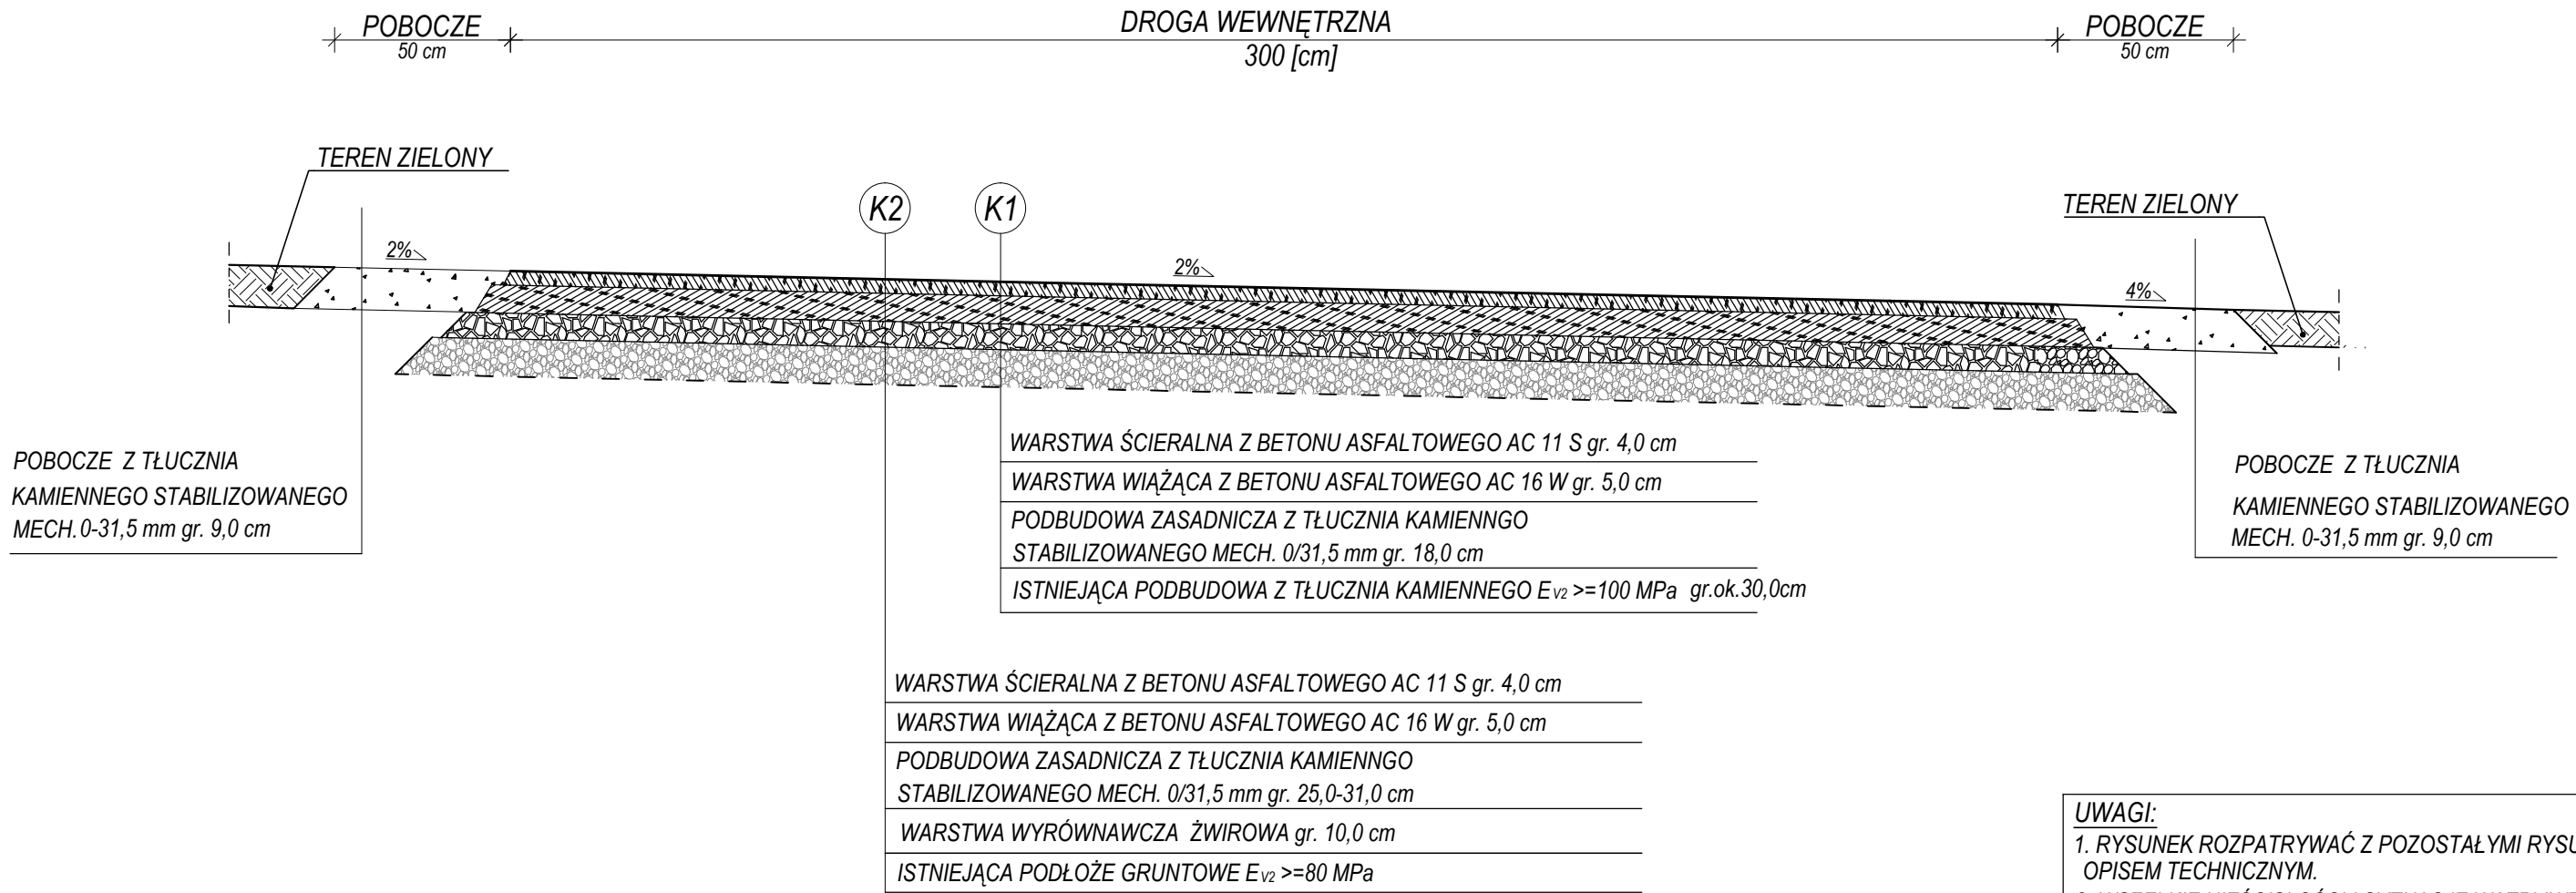 POBOCZE
50 cm
DROGA WEWNĘTRZNA
300 [cm]
POBOCZE
50 cm
TEREN ZIELONY
K2
K1
TEREN ZIELONY
2%
2%
4%
POBOCZE Z TŁUCZNIA
KAMIENNEGO STABILIZOWANEGO
MECH. 0-31,5 mm gr. 9,0 cm
WARSTWA ŚCIERALNA Z BETONU ASFALTOWEGO AC 11 S gr. 4,0 cm
WARSTWA WIĄŻĄCA Z BETONU ASFALTOWEGO AC 16 W gr. 5,0 cm
PODBUDOWA ZASADNICZA Z TŁUCZNIA KAMIENNGO
STABILIZOWANEGO MECH. 0/31,5 mm gr. 18,0 cm
ISTNIEJĄCA PODBUDOWA Z TŁUCZNIA KAMIENNEGO EV2 >=100 MPa gr.ok.30,0cm
POBOCZE Z TŁUCZNIA
KAMIENNEGO STABILIZOWANEGO
MECH. 0-31,5 mm gr. 9,0 cm
WARSTWA ŚCIERALNA Z BETONU ASFALTOWEGO AC 11 S gr. 4,0 cm
WARSTWA WIĄŻĄCA Z BETONU ASFALTOWEGO AC 16 W gr. 5,0 cm
PODBUDOWA ZASADNICZA Z TŁUCZNIA KAMIENNGO
STABILIZOWANEGO MECH. 0/31,5 mm gr. 25,0-31,0 cm
WARSTWA WYRÓWNAWCZA ŻWIROWA gr. 10,0 cm
ISTNIEJĄCA PODŁOŻE GRUNTOWE EV2 >=80 MPa
UWAGI:
1. RYSUNEK ROZPATRYWAĆ Z POZOSTAŁYMI
OPISEM TECHNICZNYM.